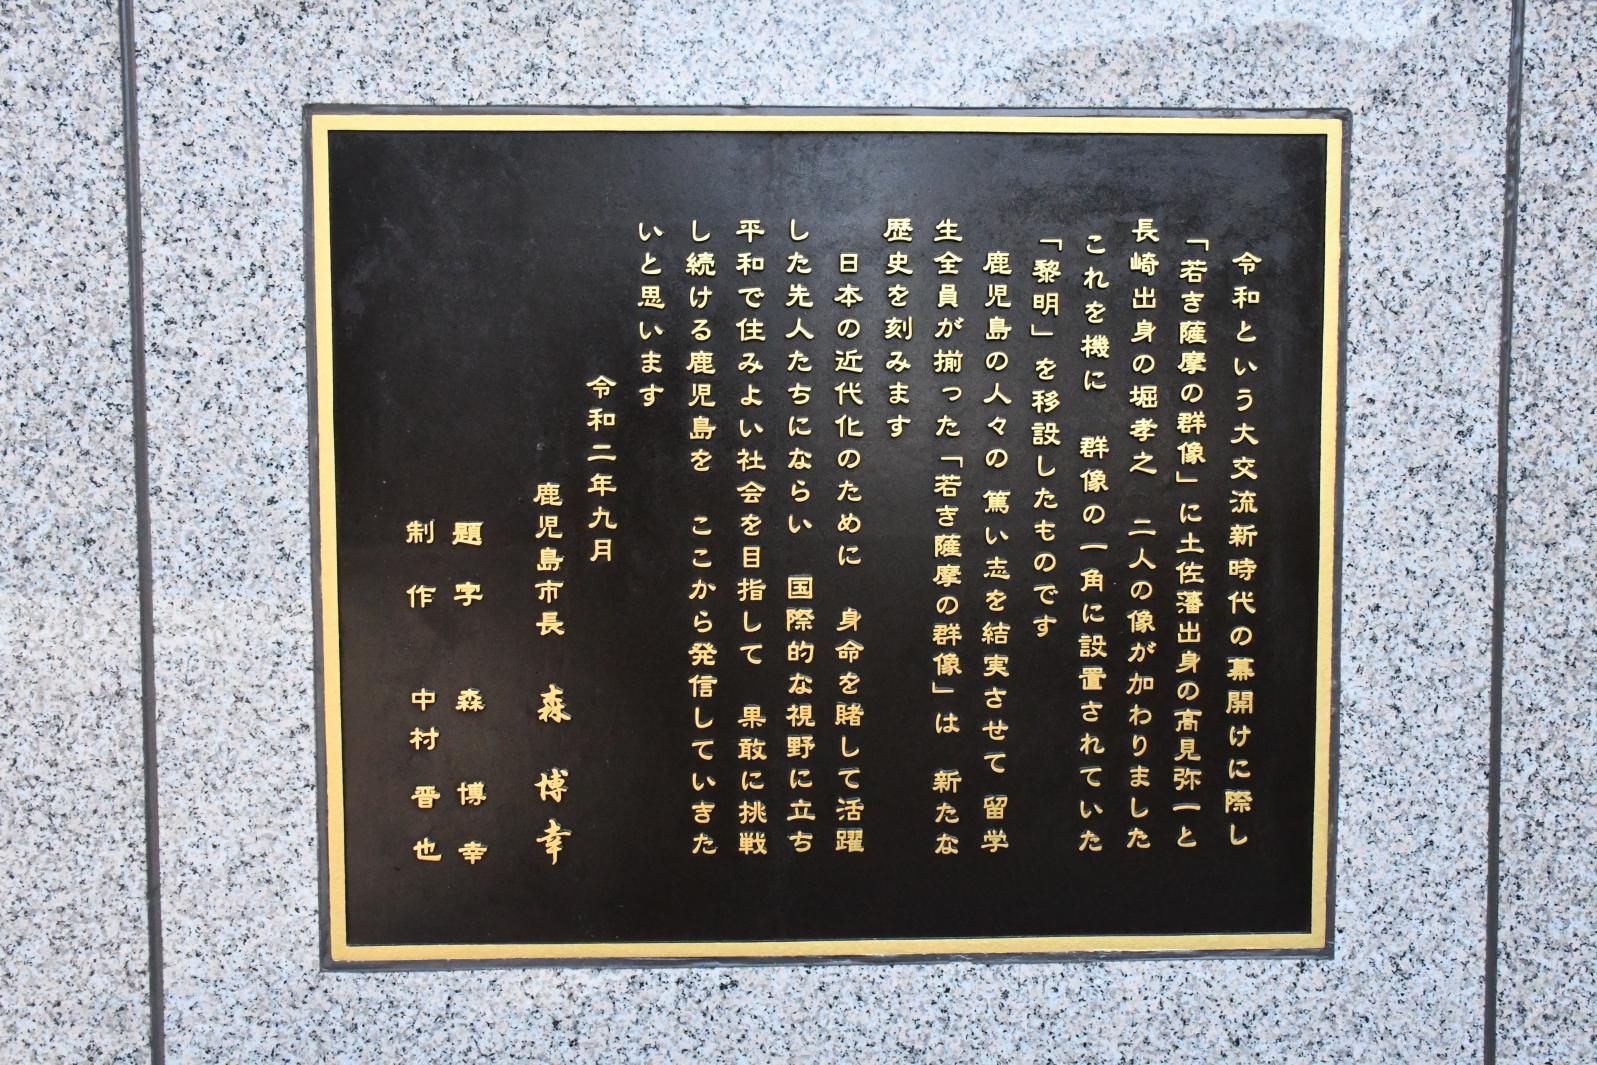 令和という大交流新時代の幕開けに際し
「若き薩摩の群像」に土佐藩出身の高見弥一と
長崎出身の堀孝之　二人の像が加わりました
これを機に　群像の一角に設置されていた
「黎明」を移設したものです
鹿児島の人々の篤い志を結実させて　留学
生全員が揃った「若き薩摩の群像」は　新たな
歴史を刻みます
日本の近代化のために　身命を賭して活躍
した先人たちにならい　国際的な視野に立ち
平和で住みよい社会を目指して　果敢に挑戦
し続ける鹿児島を　ここから発信していきた
いと思います
令和二年九月
鹿児島市長　森　博幸
題字　森　博幸
制作　中村　晋也